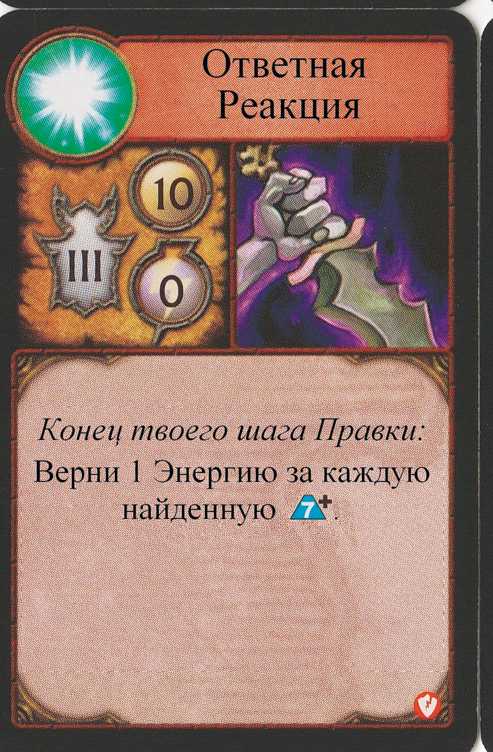 Ответная
Реакция
10
III
0
Конец твоего шага Правки:
Верни 1 Энергию за каждую
найденную 7+.